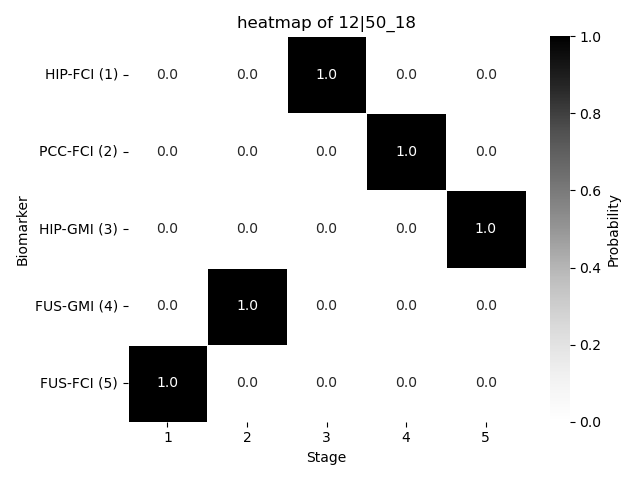 heatmap of 12|50_18
HIP-FCI (1) 0.0 0.0 1.0 0.0 0.0
PCC-FCI (2) 0.0 0.0 0.0 1.0 0.0
HIP-GMI (3) 0.0 0.0 0.0 0.0 1.0
FUS-GMI (4) 0.0 1.0 0.0 0.0 0.0
FUS-FCI (5) 1.0 0.0 0.0 0.0 0.0
1 2 3 4 5
Stage
Biomarker
1.0
0.8
0.6
0.4
0.2
0.0
Probability